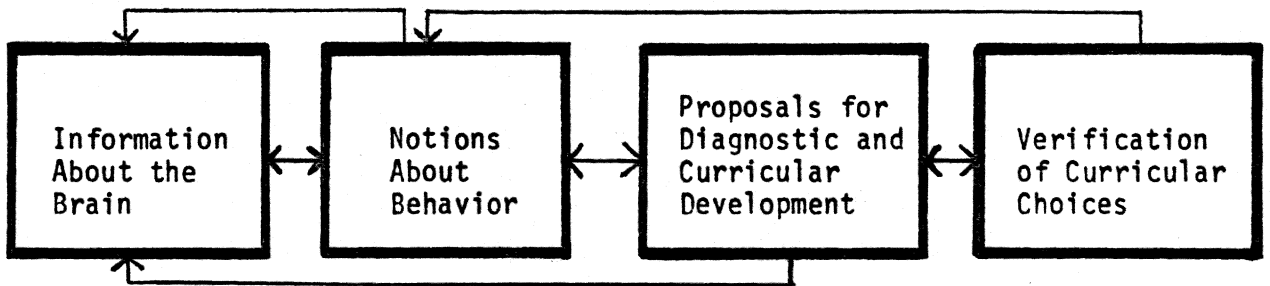 Information
About the
Brain
Notions
About
Behavior
Proposals for
Diagnostic and
Curricular
Development
Verification
of Curricular
Choices